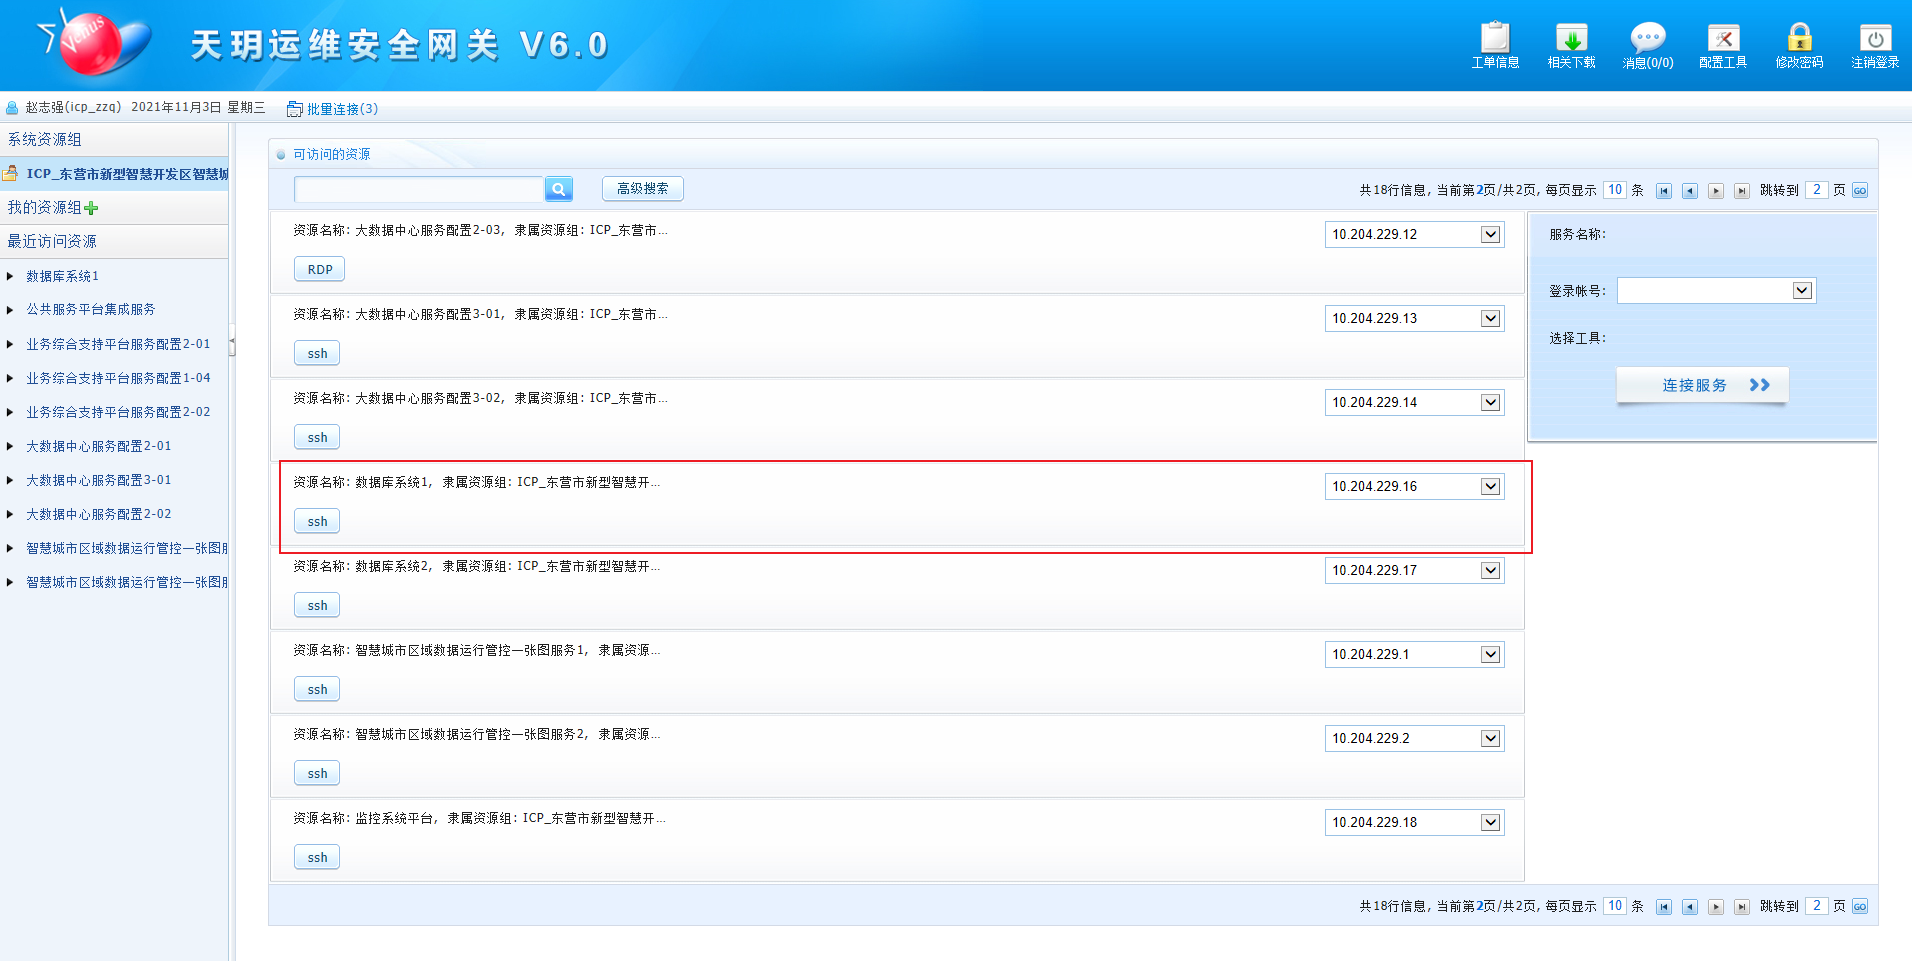 Venus
天玥运维安全网关 V6.0
工单信息 相关下载 消息(0/0) 配置工具 修改密码 注销登录
赵志强(icp_zzq) 2021年11月3日 星期三 批量连接(3)
系统资源组
ICP_东营市新型智慧开发区智慧城
我的资源组
最近访问资源
数据库系统1
公共服务平台集成服务
业务综合支持平台服务配置2-01
业务综合支持平台服务配置1-04
业务综合支持平台服务配置2-02
大数据中心服务配置2-01
大数据中心服务配置3-01
大数据中心服务配置2-02
智慧城市区域数据运行管控一张图服
智慧城市区域数据运行管控一张图服
可访问的资源
高级搜索 共18行信息, 当前第2页/共2页, 每页显示 10 条 跳转到 2 页 GO
资源名称: 大数据中心服务配置2-03, 隶属资源组: ICP_东营市... 10.204.229.12
RDP
资源名称: 大数据中心服务配置3-01, 隶属资源组: ICP_东营市... 10.204.229.13
ssh
资源名称: 大数据中心服务配置3-02, 隶属资源组: ICP_东营市... 10.204.229.14
ssh
资源名称: 数据库系统1, 隶属资源组: ICP_东营市新型智慧开... 10.204.229.16
ssh
资源名称: 数据库系统2, 隶属资源组: ICP_东营市新型智慧开... 10.204.229.17
ssh
资源名称: 智慧城市区域数据运行管控一张图服务1, 隶属资源... 10.204.229.1
ssh
资源名称: 智慧城市区域数据运行管控一张图服务2, 隶属资源... 10.204.229.2
ssh
资源名称: 监控系统平台, 隶属资源组: ICP_东营市新型智慧开... 10.204.229.18
ssh
服务名称:
登录帐号:
选择工具:
连接服务
共18行信息, 当前第2页/共2页, 每页显示 10 条 跳转到 2 页 GO